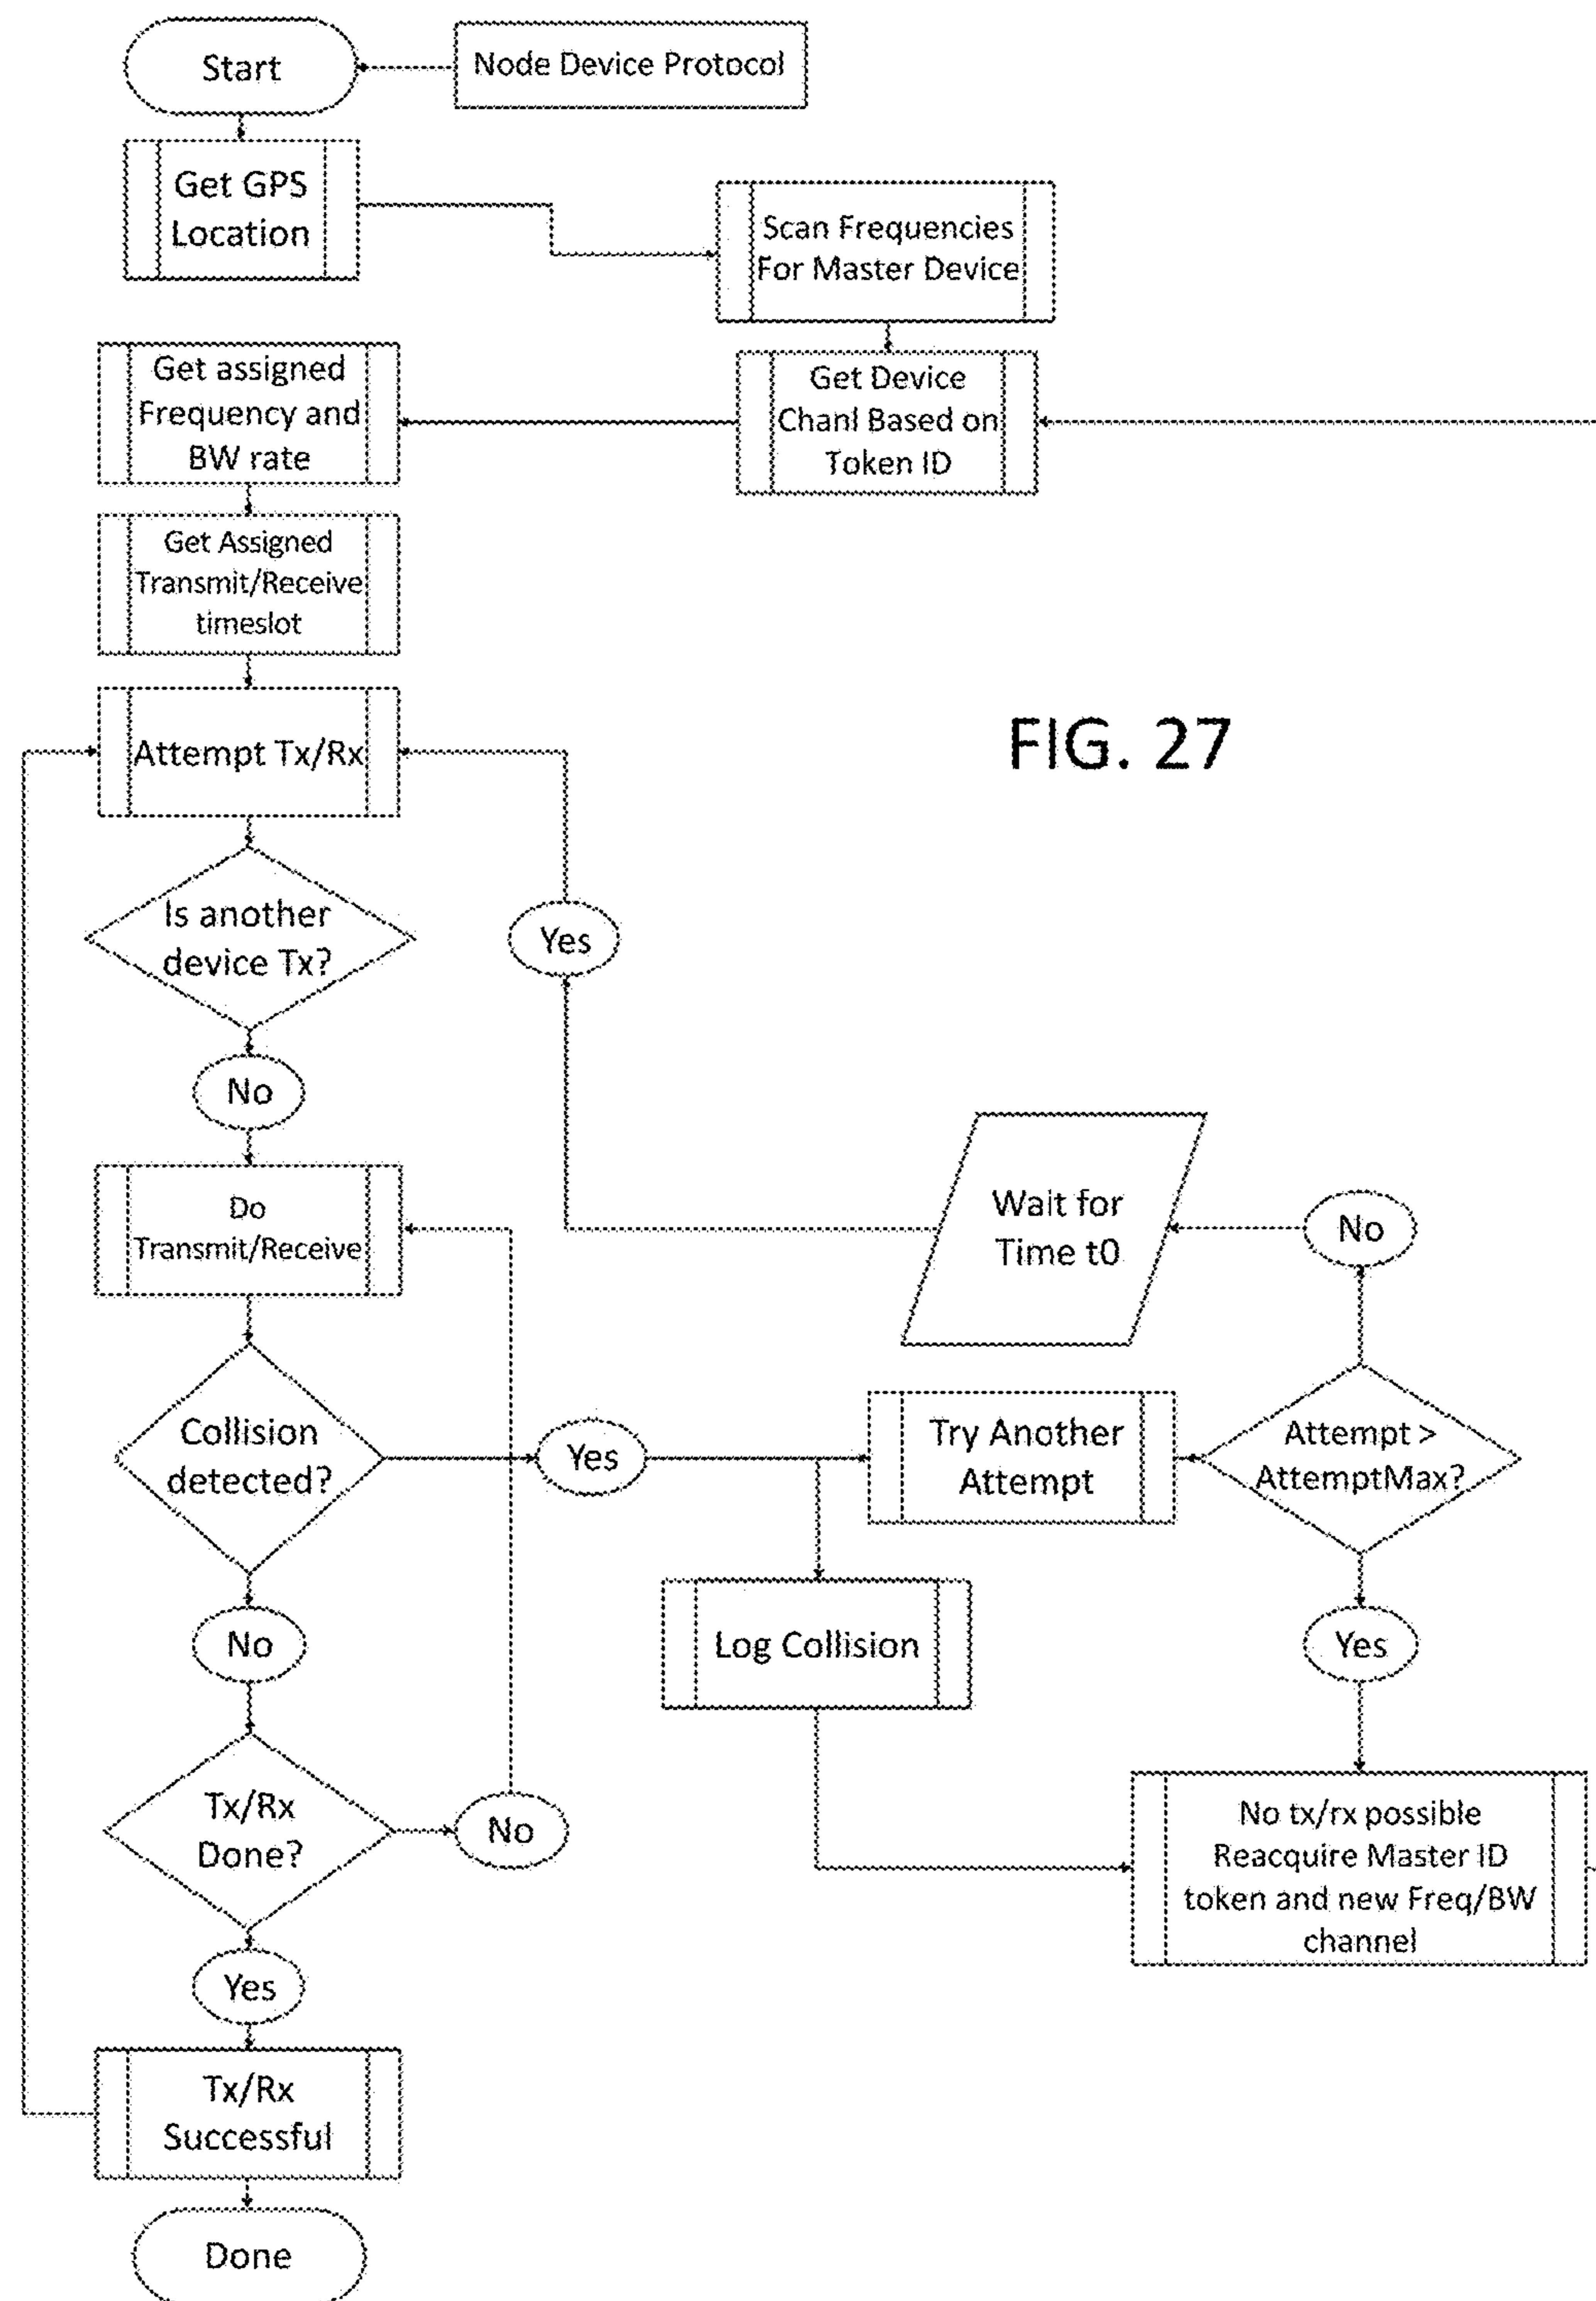 Start
Node Device Protocol
Get GPS
Location
Scan Frequencies
For Master Device
Get assigned
Frequency and
BW rate
Get Device
Chanl Based on
Token ID
Get Assigned
Transmit/Receive
timeslot
FIG. 27
Attempt Tx/Rx
Is another
device Tx?
Yes
No
Do
Transmit/Receive
Wait for
Time t0
No
Collision
detected?
Yes
Try Another
Attempt
Attempt >
AttemptMax?
No
Log Collision
Yes
Tx/Rx
Done?
No
No tx/rx possible
Reacquire Master ID
token and new Freq/BW
channel
Yes
Tx/Rx
Successful
Done